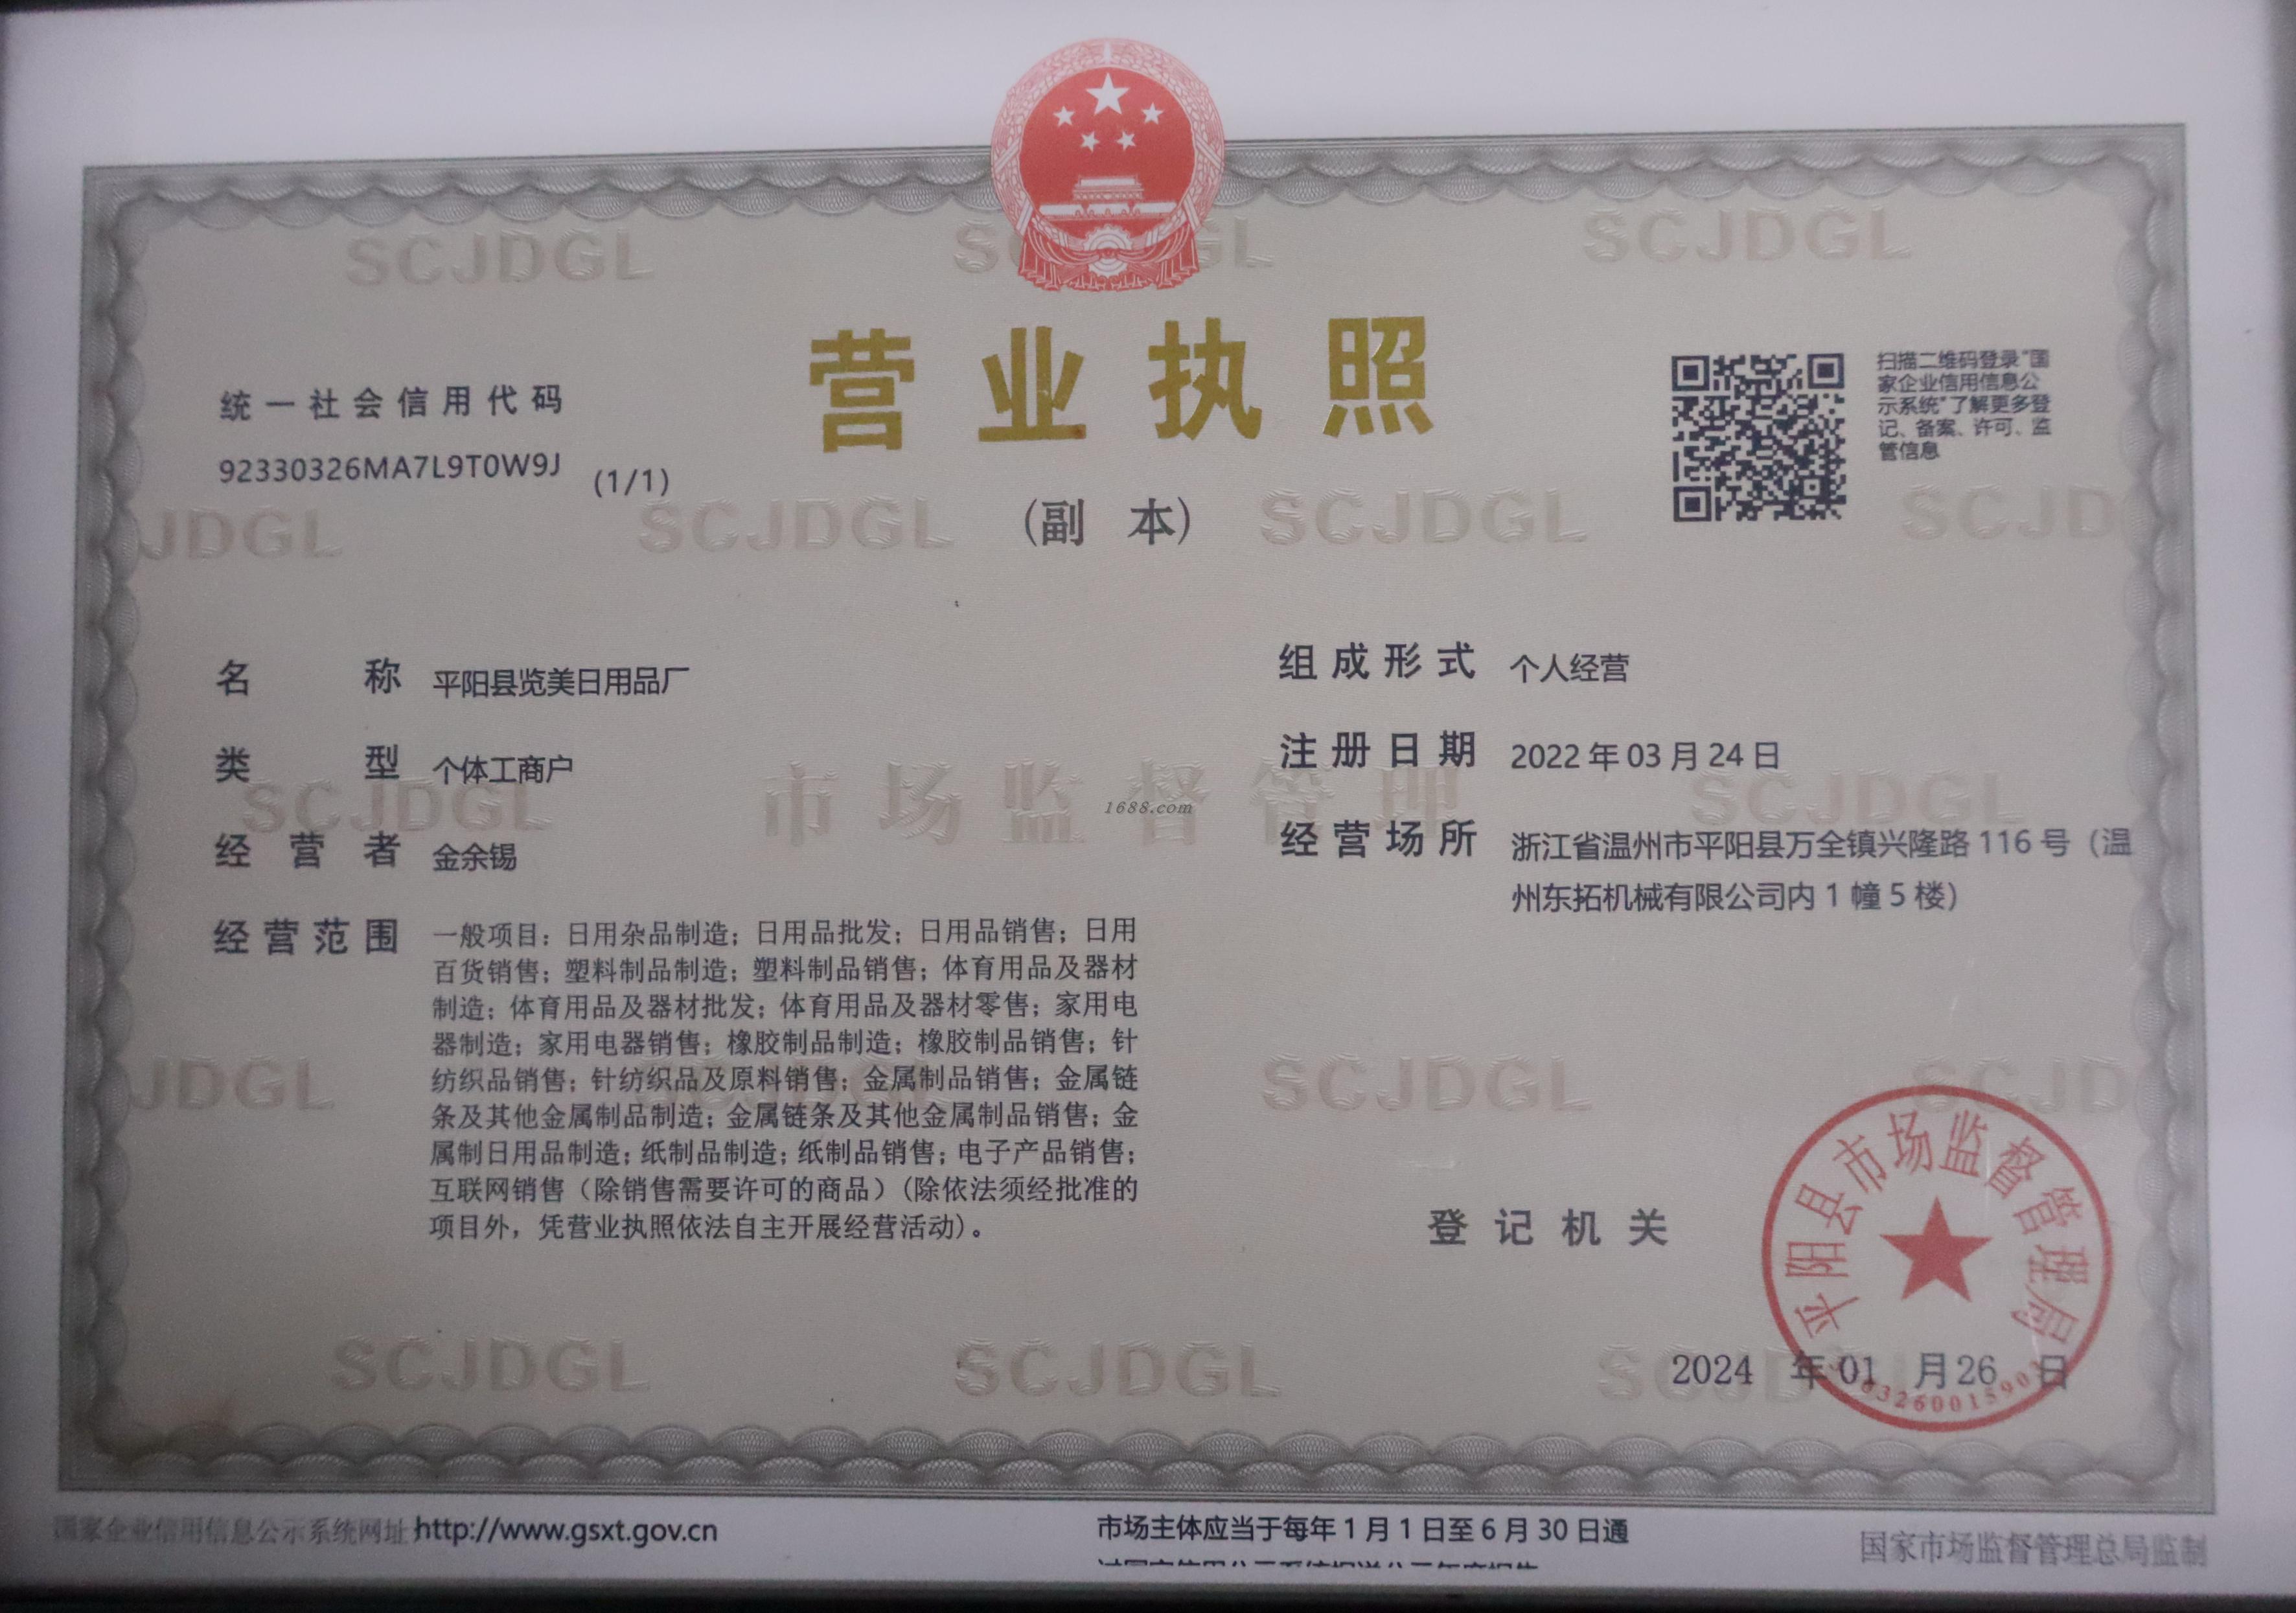 SCJDGL
SCJDGL
营业执照
统一社会信用代码
92330326MA7L9T0W9J (1/1)
扫描二维码登录“国
家企业信用信息公
示系统”了解更多登
记、备案、许可、监
管信息
(副 本)
JDGL SCJDGL SCJDGL SCJD
名 称 平阳县览美日用品厂
类 型 个体工商户
经 营 者 金余锡
经营范围 一般项目：日用杂品制造；日用品批发；日用品销售；日用
百货销售；塑料制品制造；塑料制品销售；体育用品及器材
制造；体育用品及器材批发；体育用品及器材零售；家用电
器制造；家用电器销售；橡胶制品制造；橡胶制品销售；针
纺织品销售；针纺织品及原料销售；金属制品销售；金属链
条及其他金属制品制造；金属链条及其他金属制品销售；金
属制日用品制造；纸制品制造；纸制品销售；电子产品销售；
互联网销售（除销售需要许可的商品）(除依法须经批准的
项目外，凭营业执照依法自主开展经营活动)。
组成形式 个人经营
注册日期 2022年03月24日
经营场所 浙江省温州市平阳县万全镇兴隆路116号（温
州东拓机械有限公司内1幢5楼）
SCJDGL 市场监督管理 SCJDGL
1688.com
JDGL SCJDGL SCJD
登记机关
平阳县市场监督管理局
2024 年 01 月 26 日
SCJDGL SCJDGL
国家企业信用信息公示系统网址 http://www.gsxt.gov.cn
市场主体应当于每年1月1日至6月30日通
国家市场监督管理总局监制